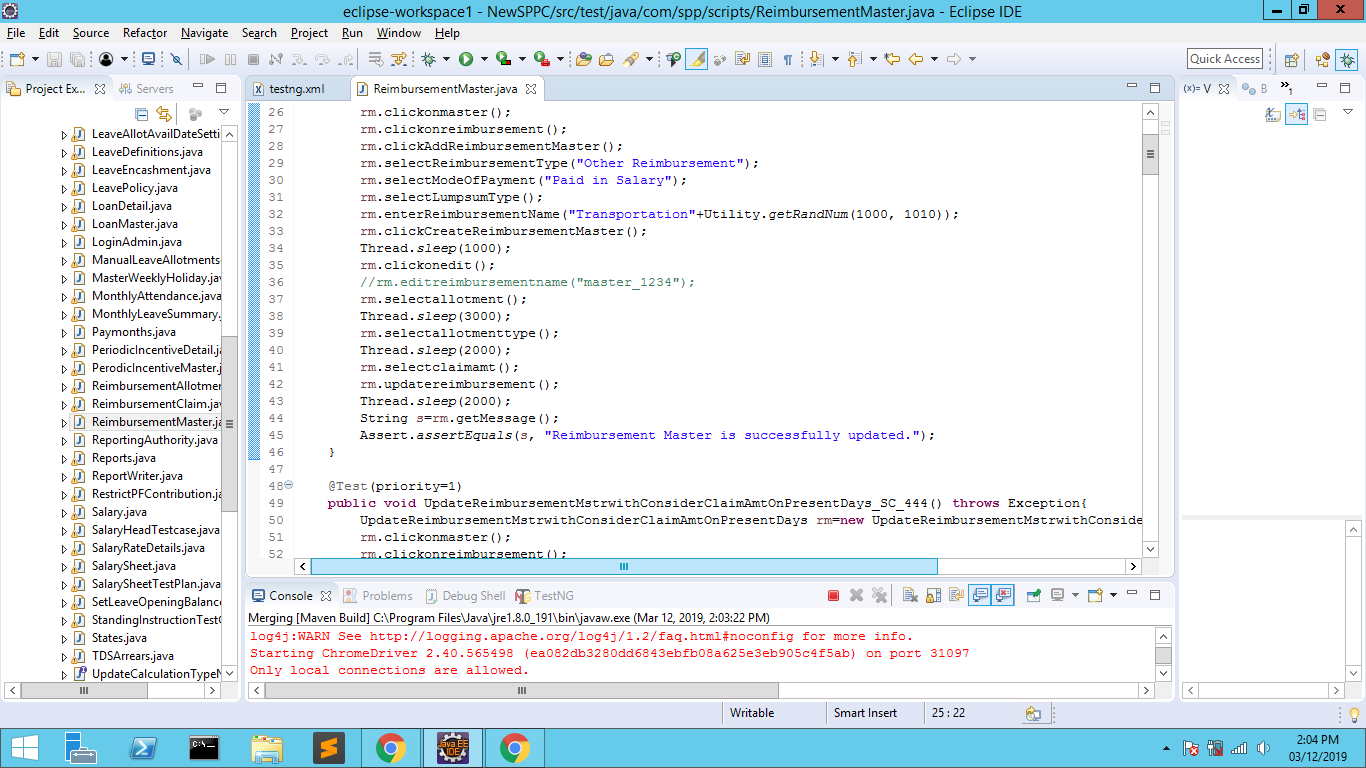 eclipse-workspace1 - NewSPPC/src/test/java/com/spp/scripts/ReimbursementMaster.java - Eclipse IDE
File Edit Source Refactor Navigate Search Project Run Window Help
Quick Access
Project Ex... Servers
LeaveAllotAvailDateSetti
LeaveDefinitions.java
LeaveEncashment.java
LeavePolicy.java
LoanDetail.java
LoanMaster.java
LoginAdmin.java
ManualLeaveAllotments
MasterWeeklyHoliday.jav
MonthlyAttendance.java
MonthlyLeaveSummary.
Paymonths.java
PeriodicIncentiveDetail.ja
PerodicIncentiveMaster.j
ReimbursementAllotmer
ReimbursementClaim.jav
ReimbursementMaster.ja
ReportingAuthority.java
Reports.java
ReportWriter.java
RestrictPFContribution.ja
Salary.java
SalaryHeadTestcase.java
SalaryRateDetails.java
SalarySheet.java
SalarySheetTestPlan.java
SetLeaveOpeningBalance
StandingInstructionTestC
States.java
TDSArrears.java
UpdateCalculationTypeN
testng.xml ReimbursementMaster.java
26 rm.clickonmaster();
27 rm.clickonreimbursement();
28 rm.clickAddReimbursementMaster();
29 rm.selectReimbursementType("Other Reimbursement");
30 rm.selectModeOfPayment("Paid in Salary");
31 rm.selectLumpsumType();
32 rm.enterReimbursementName("Transportation"+Utility.getRandNum(1000, 1010));
33 rm.clickCreateReimbursementMaster();
34 Thread.sleep(1000);
35 rm.clickonedit();
36 //rm.editreimbursementname("master_1234");
37 rm.selectallotment();
38 Thread.sleep(3000);
39 rm.selectallotmenttype();
40 Thread.sleep(2000);
41 rm.selectclaimamt();
42 rm.updatereimbursement();
43 Thread.sleep(2000);
44 String s=rm.getMessage();
45 Assert.assertEquals(s, "Reimbursement Master is successfully updated.");
46 }
47
48 @Test(priority=1)
49 public void UpdateReimbursementMstrwithConsiderClaimAmtOnPresentDays_SC_444() throws Exception{
50 UpdateReimbursementMstrwithConsiderClaimAmtOnPresentDays rm=new UpdateReimbursementMstrwithConside
51 rm.clickonmaster();
52 rm.clickonreimbursement();
(x)= V B 1
Console Problems Debug Shell TestNG
Merging [Maven Build] C:\Program Files\Java\jre1.8.0_191\bin\javaw.exe (Mar 12, 2019, 2:03:22 PM)
log4j:WARN See http://logging.apache.org/log4j/1.2/faq.html#noconfig for more info.
Starting ChromeDriver 2.40.565498 (ea082db3280dd6843ebfb08a625e3eb905c4f5ab) on port 31097
Only local connections are allowed.
Writable Smart Insert 25 : 22
Java EE
IDE
2:04 PM
03/12/2019